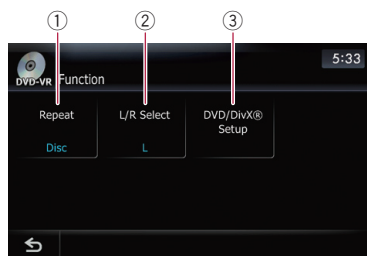 ① ② ③
5:33
DVD-VR Function
Repeat L/R Select DVD/DivX®
Setup
Disc L